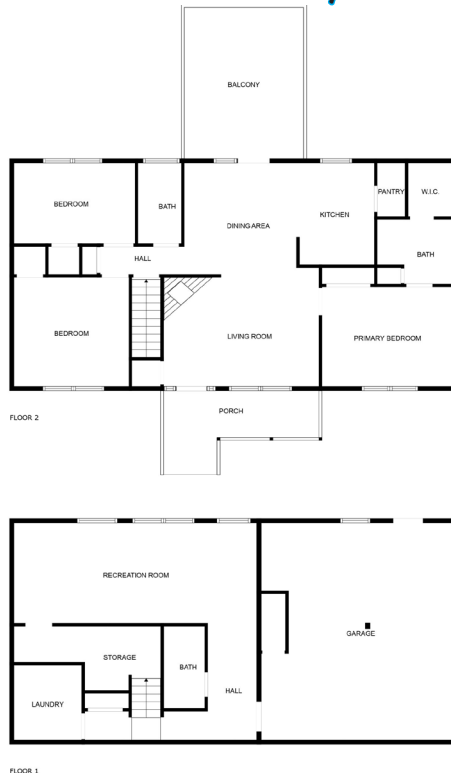 BALCONY
BEDROOM
BATH
DINING AREA
KITCHEN
PANTRY
W.I.C.
HALL
BATH
BEDROOM
LIVING ROOM
PRIMARY BEDROOM
PORCH
FLOOR 2
RECREATION ROOM
STORAGE
BATH
GARAGE
LAUNDRY
HALL
FLOOR 1